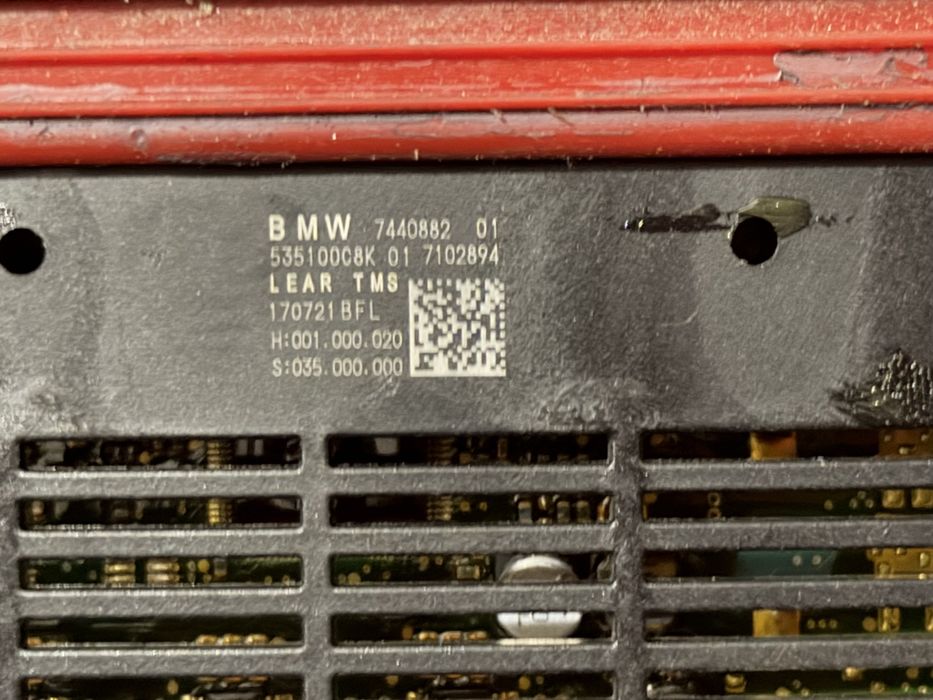 BMW 7440882 01
535100C8K 01 7102894
LEAR TMS
170721BFL
H:001.000.020
S:035.000.000